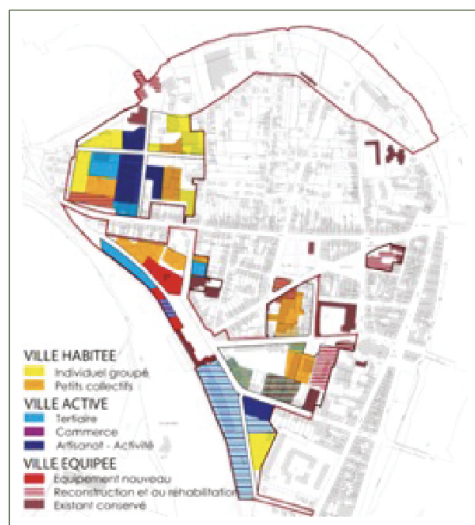 VILLE HABITEE
Individuel groupé
Petits collectifs
VILLE ACTIVE
Tertiaire
Commerce
Artisanat - Activité
VILLE EQUIPEE
Equipement nouveau
Reconstruction et ou réhabilitation
Existant conservé